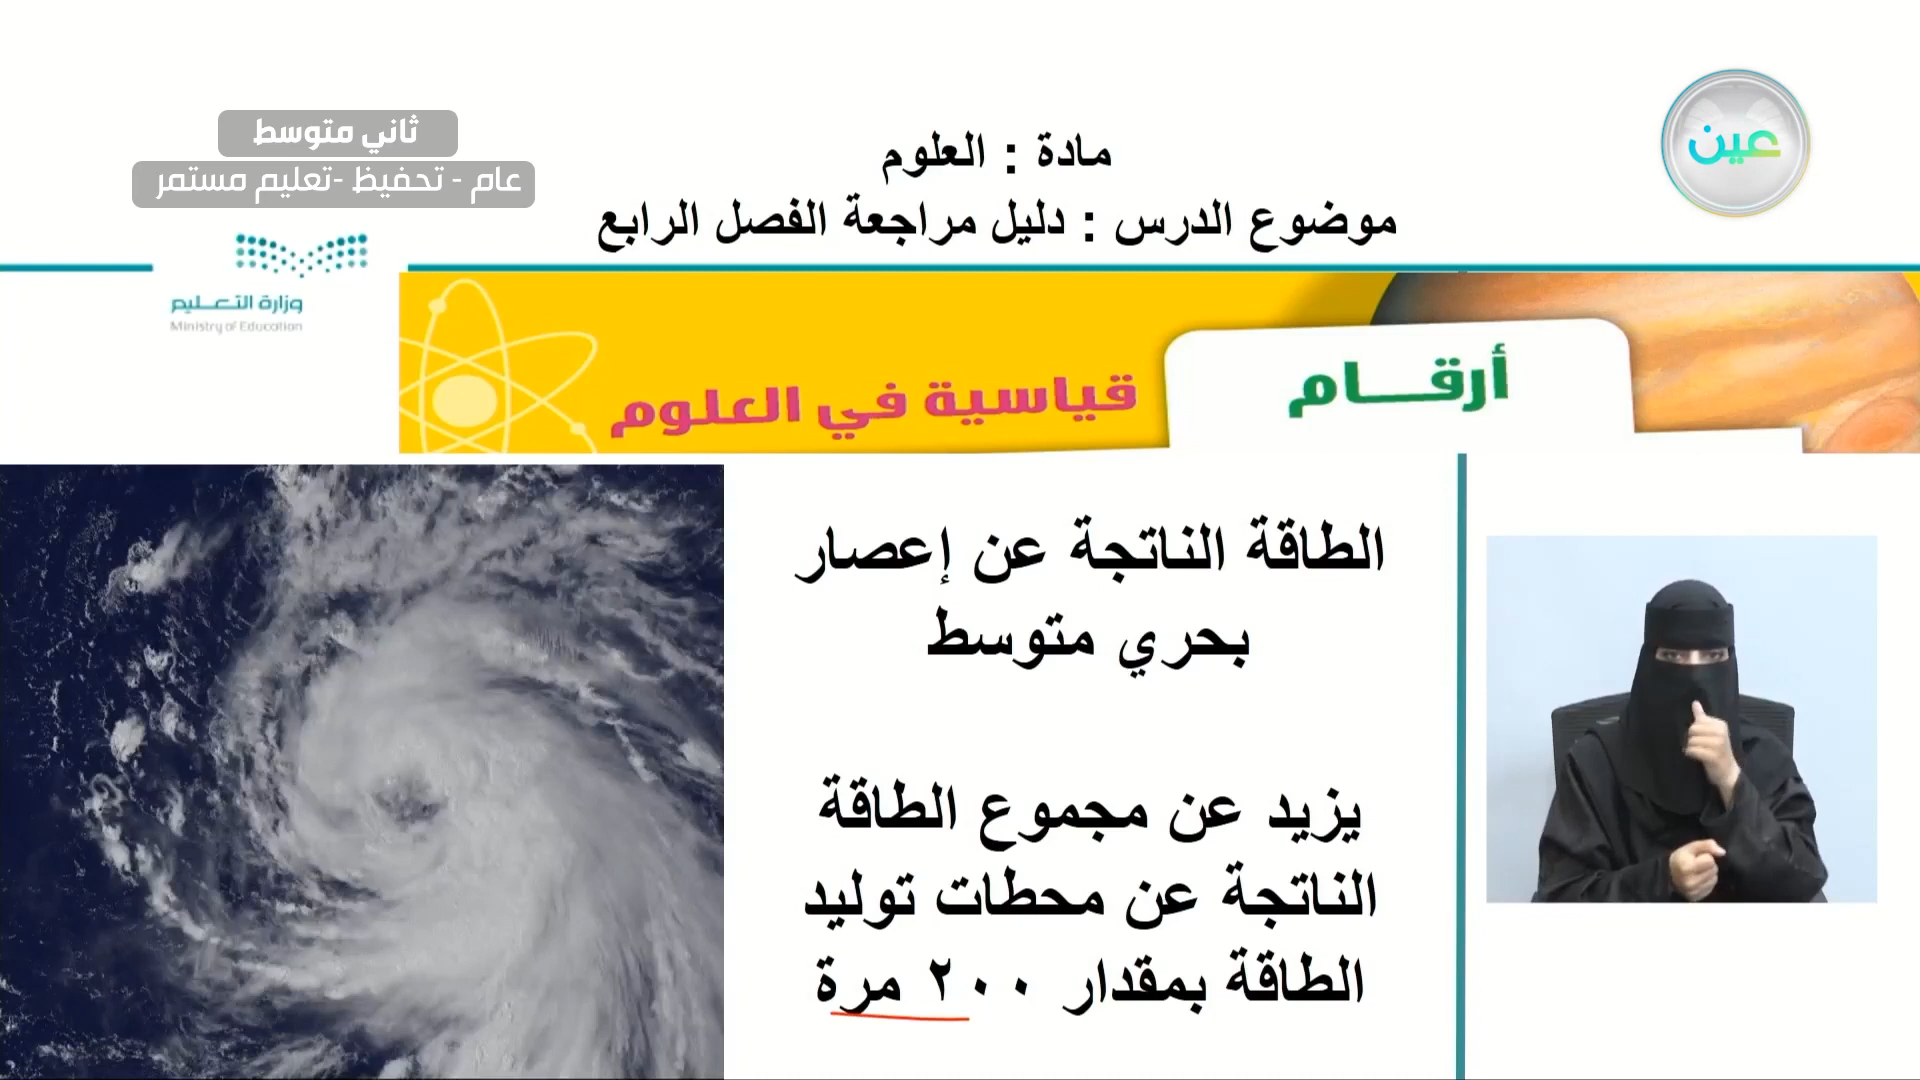 عين
ثاني متوسط
عام - تحفيظ -تعليم مستمر
مادة : العلوم
موضوع الدرس : دليل مراجعة الفصل الرابع
وزارة التعليم
Ministry of Education
أرقام
قياسية في العلوم
الطاقة الناتجة عن إعصار
بحري متوسط
يزيد عن مجموع الطاقة
الناتجة عن محطات توليد
الطاقة بمقدار ٢٠٠ مرة